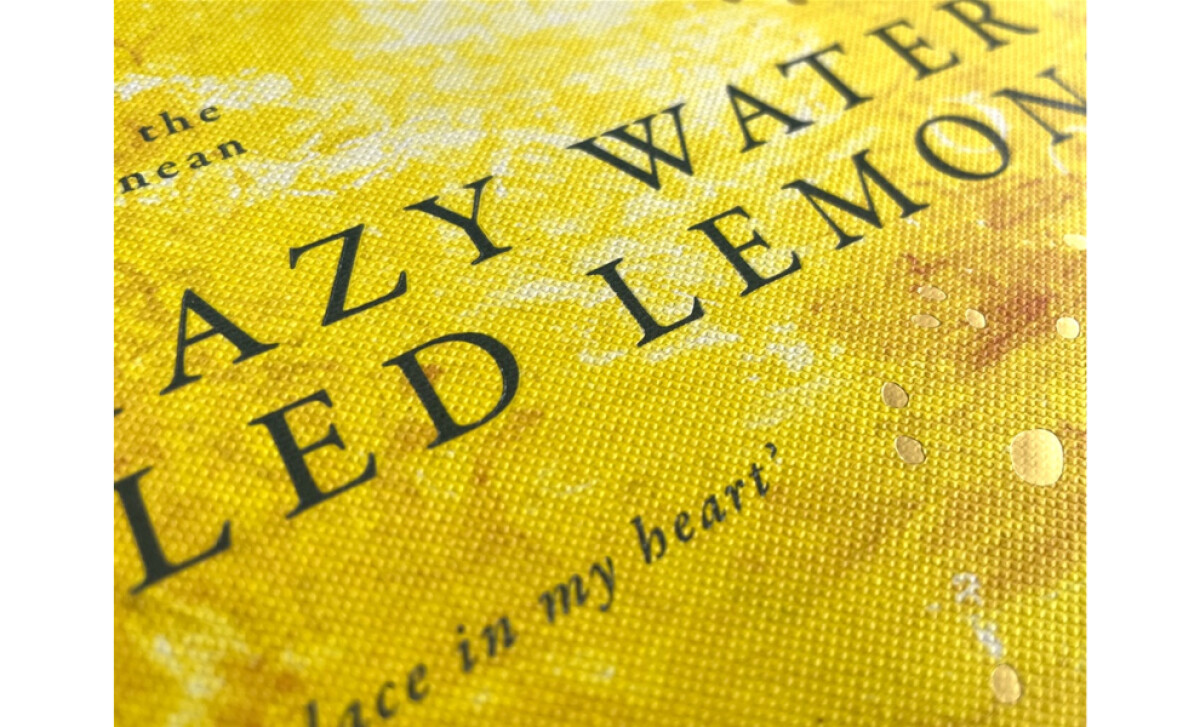 the
nean
AZY WATER
LED LEMON
lace in my heart’